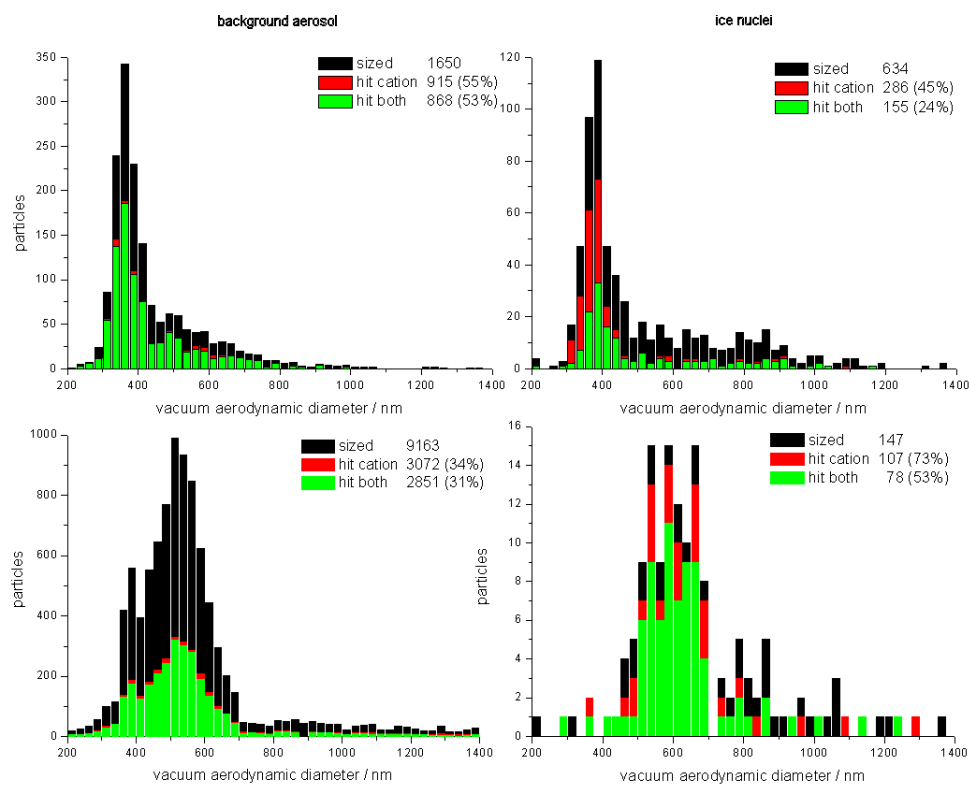 background aerosol
ice nuclei
350
300
250
200
150
100
50
0
particles
sized 1650
hit cation 915 (55%)
hit both 868 (53%)
200 400 600 800 1000 1200 1400
vacuum aerodynamic diameter / nm
120
100
80
60
40
20
0
sized 634
hit cation 286 (45%)
hit both 155 (24%)
200 400 600 800 1000 1200 1400
vacuum aerodynamic diameter / nm
1000
800
600
400
200
0
particles
sized 9163
hit cation 3072 (34%)
hit both 2851 (31%)
200 400 600 800 1000 1200 1400
vacuum aerodynamic diameter / nm
16
14
12
10
8
6
4
2
0
particles
sized 147
hit cation 107 (73%)
hit both 78 (53%)
200 400 600 800 1000 1200 1400
vacuum aerodynamic diameter / nm